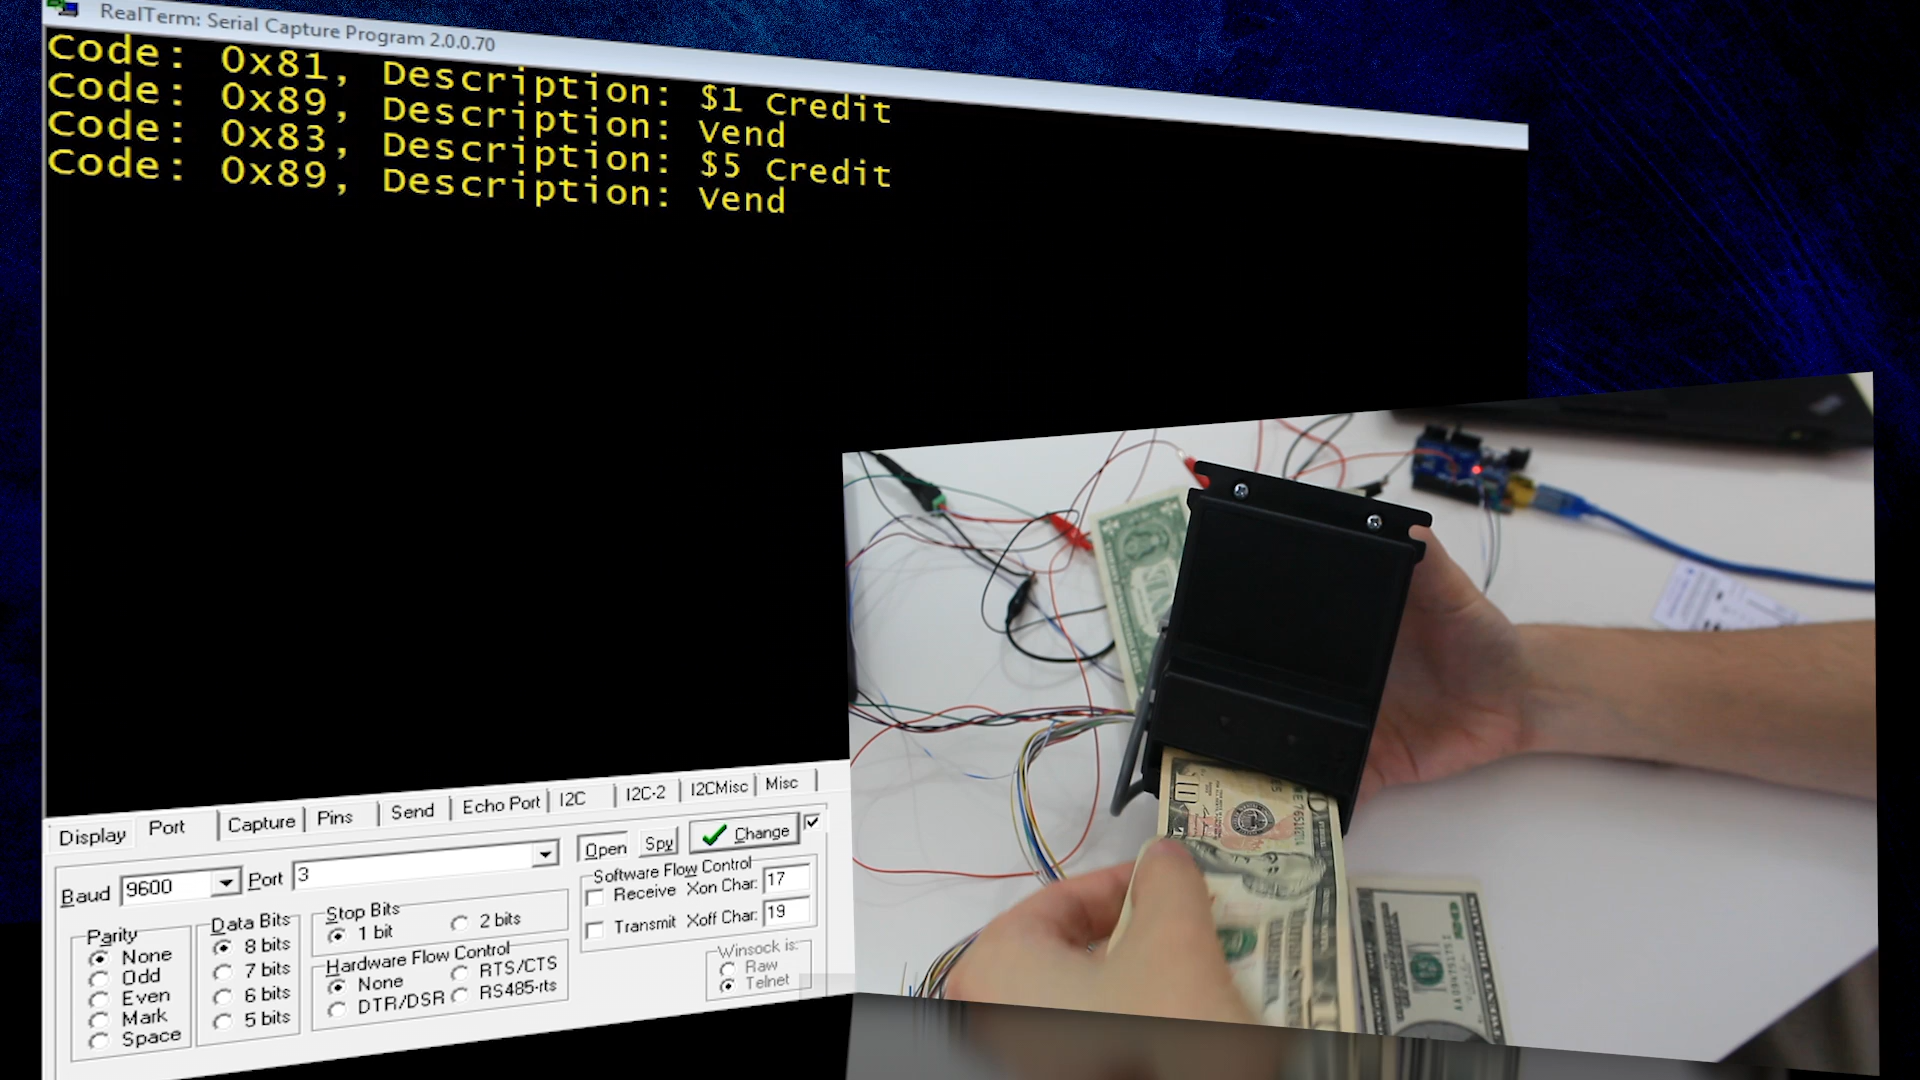 RealTerm: Serial Capture Program 2.0.0.70
Code: 0x81, Description: $1 Credit
Code: 0x89, Description: Vend
Code: 0x83, Description: $5 Credit
Code: 0x89, Description: Vend
Display Port Capture Pins Send Echo Port I2C I2C-2 I2CMisc Misc
Baud 9600 Port 3 Open Spy Change
Parity
None
Odd
Even
Mark
Space
Data Bits
8 bits
7 bits
6 bits
5 bits
Stop Bits
1 bit 2 bits
Hardware Flow Control
None RTS/CTS
DTR/DSR RS485-rts
Software Flow Control
Receive Xon Char: 17
Transmit Xoff Char: 19
Winsock is:
Raw
Telnet
10